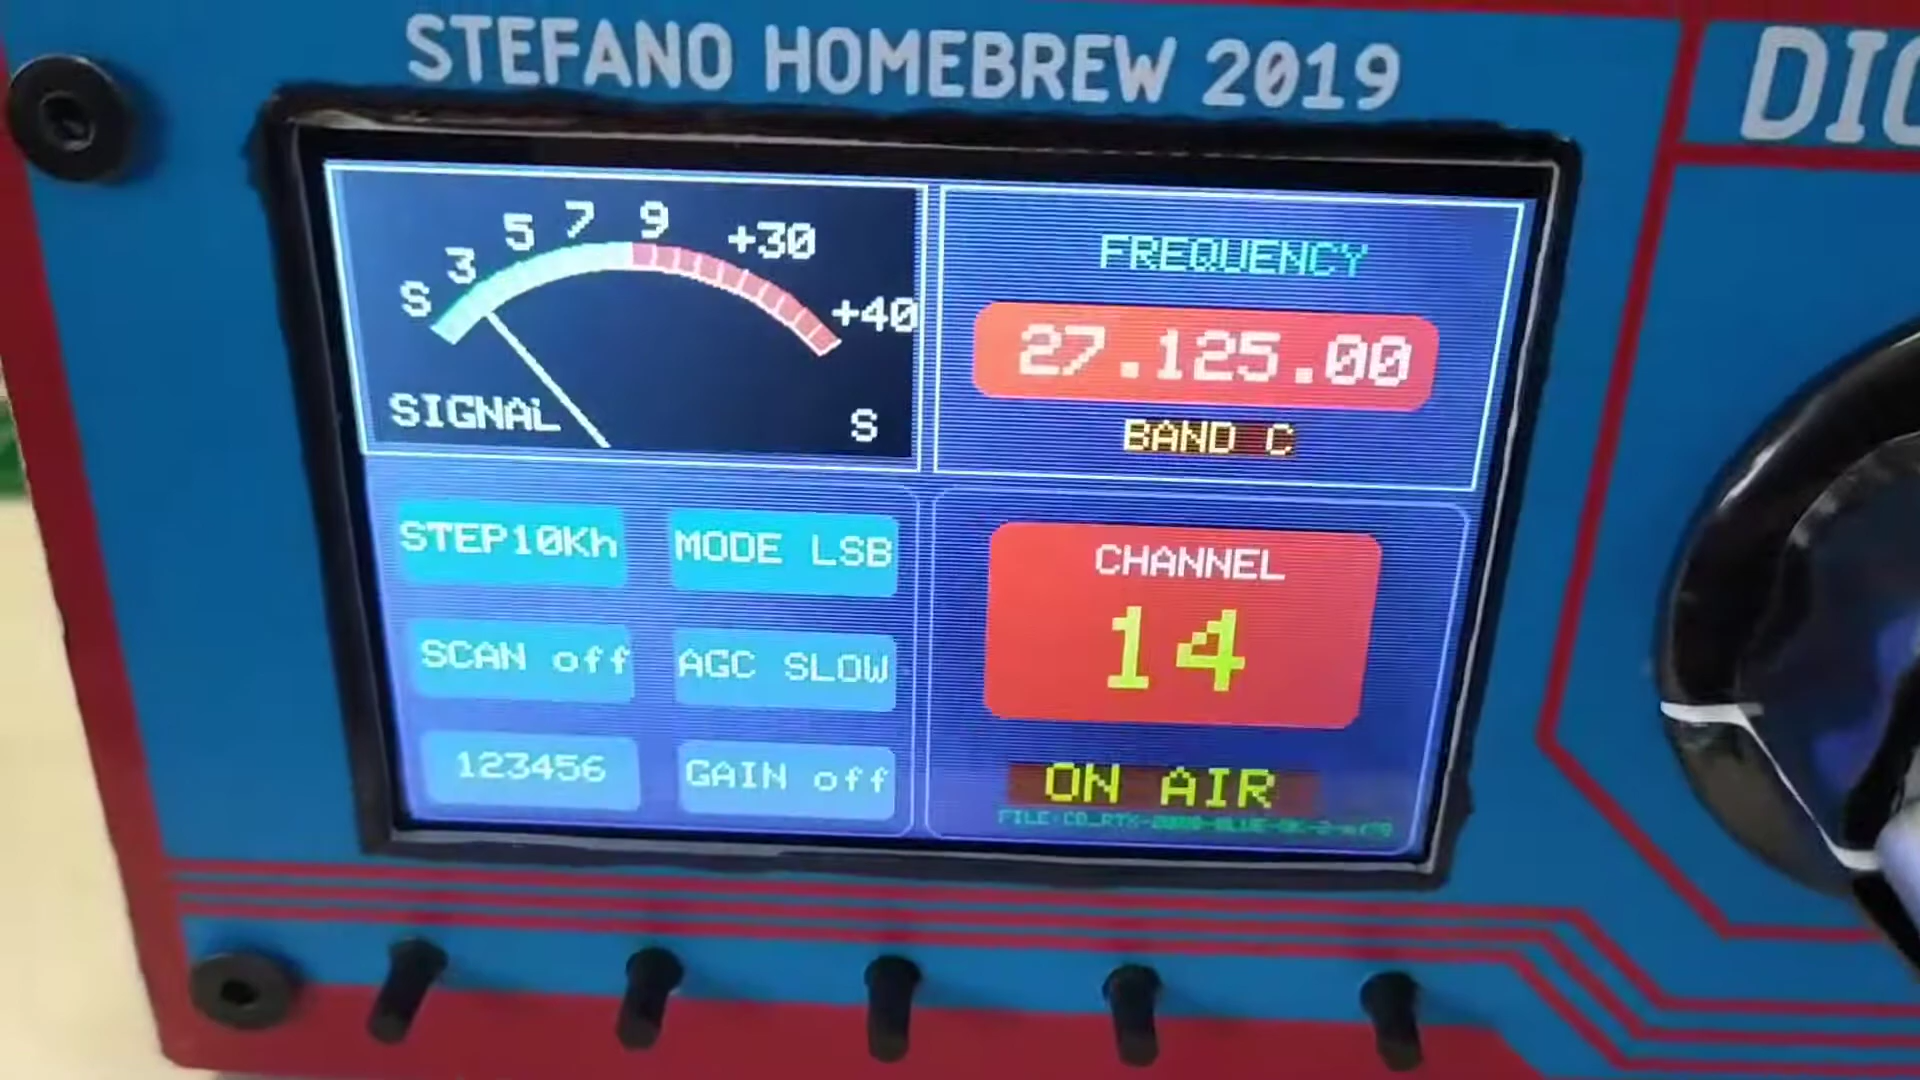 STEFANO HOMEBREW 2019
DIG
S 3 5 7 9 +30 +40
SIGNAL S
FREQUENCY
27.125.00
BAND C
STEP10Kh MODE LSB
SCAN off AGC SLOW
123456 GAIN off
CHANNEL
14
ON AIR